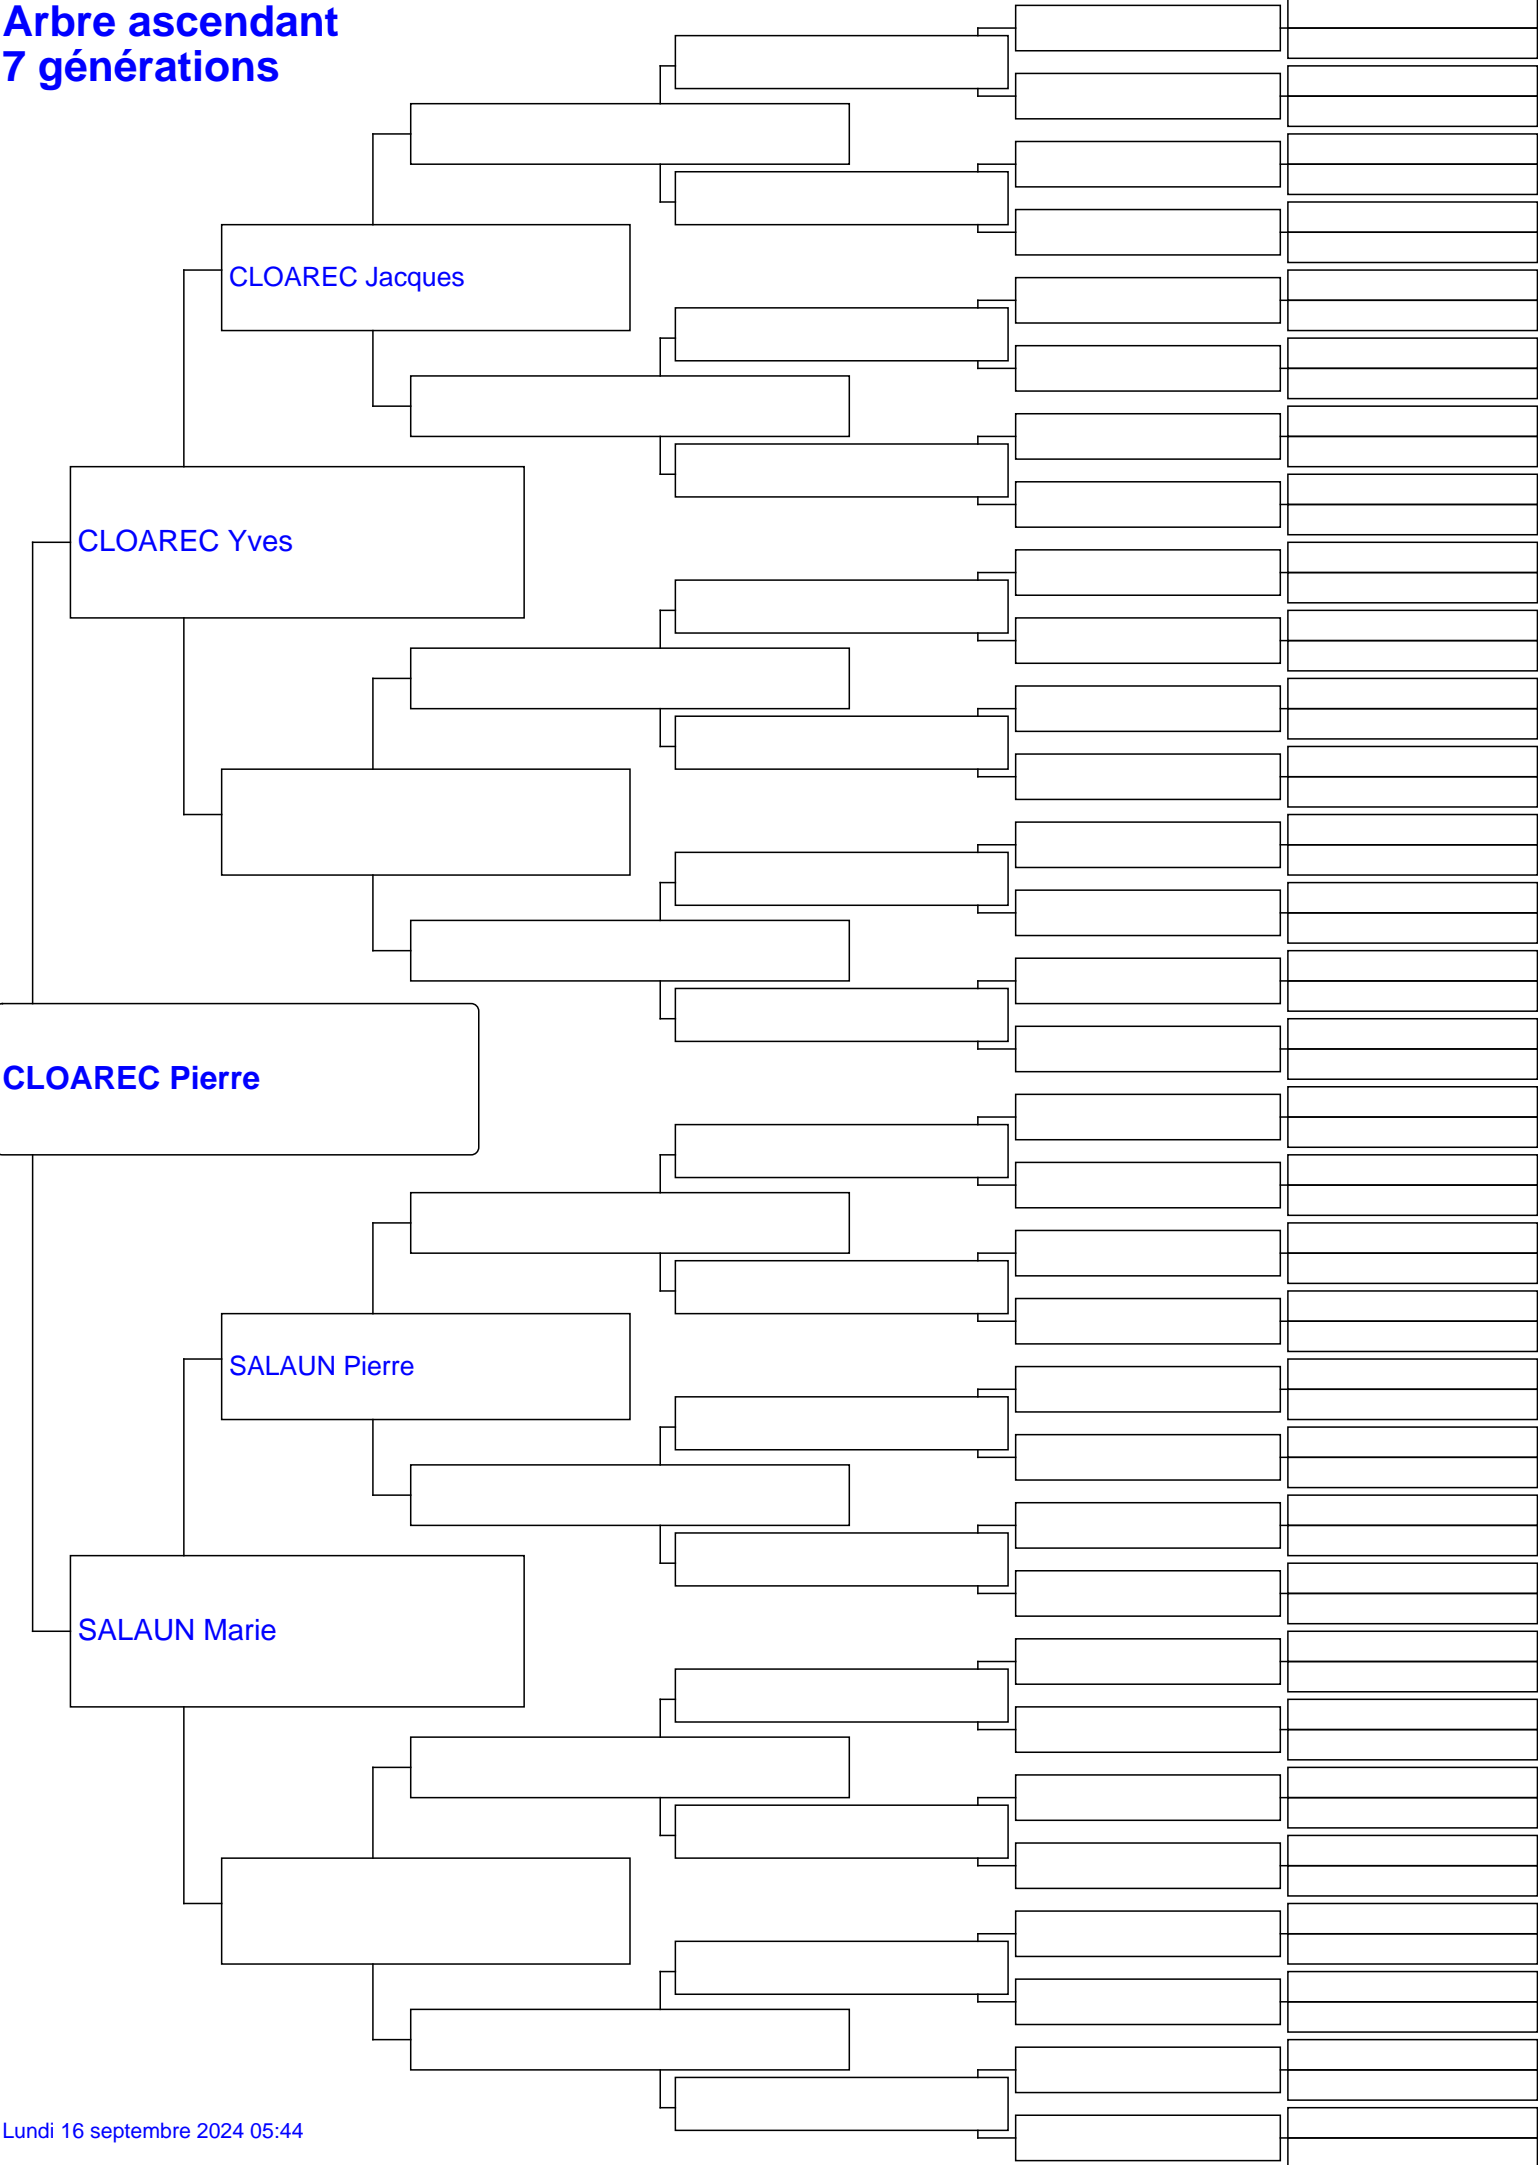 Arbre ascendant
7 générations
CLOAREC Jacques
CLOAREC Yves
CLOAREC Pierre
SALAUN Pierre
SALAUN Marie
Lundi 16 septembre 2024 05:44